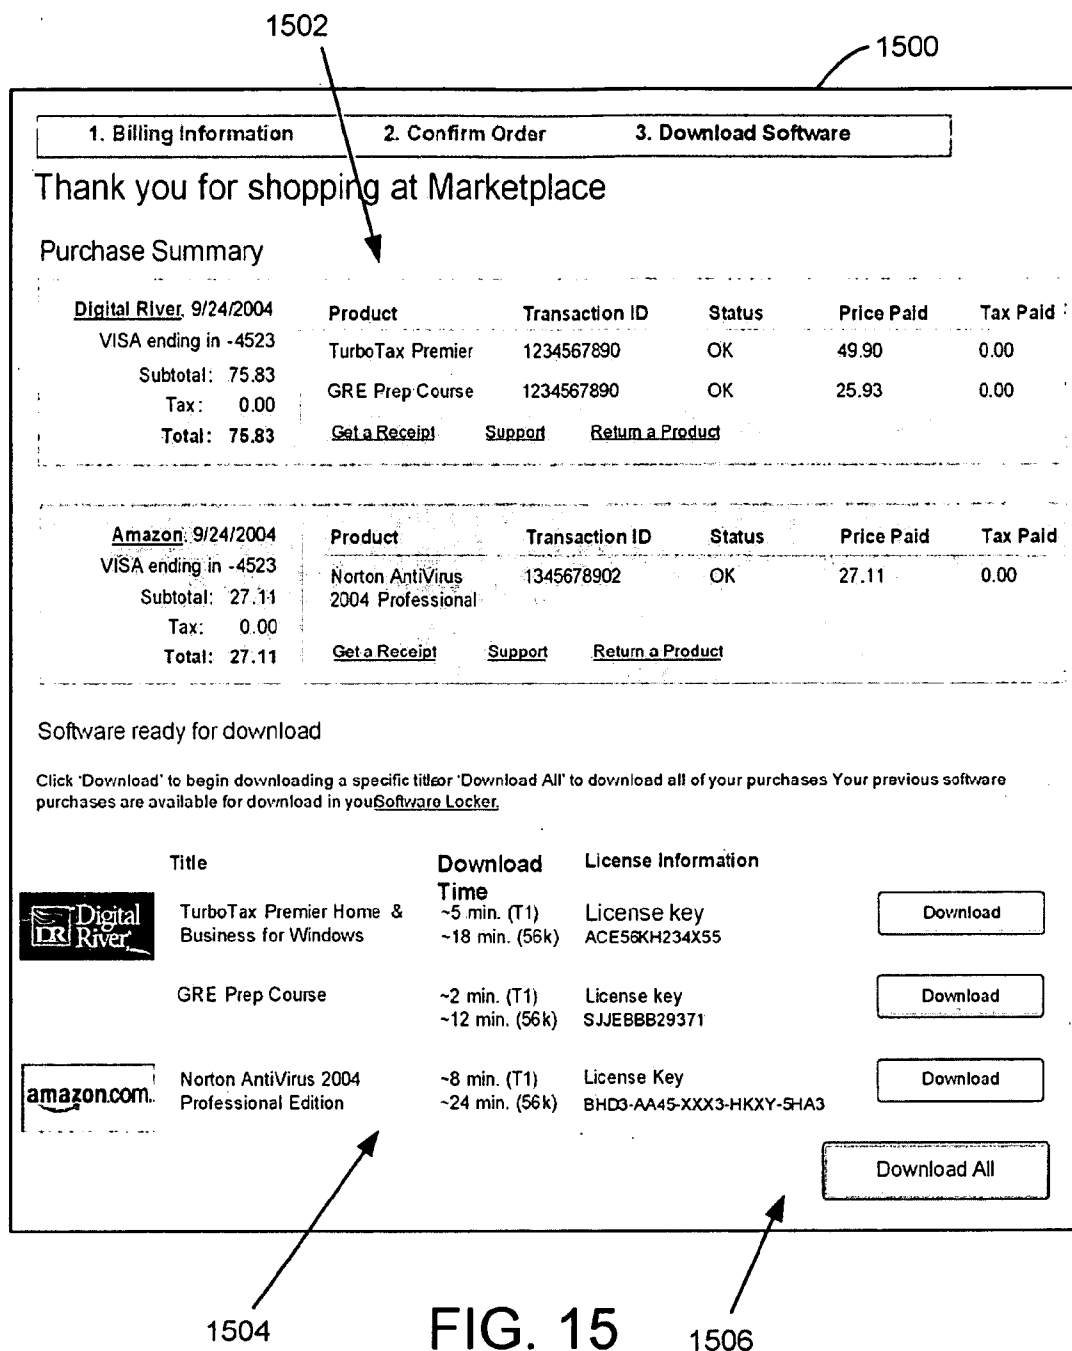 1502
1500
1. Billing Information 2. Confirm Order 3. Download Software
Thank you for shopping at Marketplace
Purchase Summary
Digital River, 9/24/2004
VISA ending in -4523
Subtotal: 75.83
Tax: 0.00
Total: 75.83
Product Transaction ID Status Price Paid Tax Paid
TurboTax Premier 1234567890 OK 49.90 0.00
GRE Prep Course 1234567890 OK 25.93 0.00
Get a Receipt Support Return a Product
Amazon, 9/24/2004
VISA ending in -4523
Subtotal: 27.11
Tax: 0.00
Total: 27.11
Product Transaction ID Status Price Paid Tax Paid
Norton AntiVirus 1345678902 OK 27.11 0.00
2004 Professional
Get a Receipt Support Return a Product
Software ready for download
Click 'Download' to begin downloading a specific titleor 'Download All' to download all of your purchases Your previous software
purchases are available for download in youSoftware Locker.
Title Download License Information
Time
Digital River DR
TurboTax Premier Home & ~5 min. (T1) License key Download
Business for Windows ~18 min. (56k) ACE56KH234X55
GRE Prep Course ~2 min. (T1) License key Download
~12 min. (56k) SJJEBBB29371
amazon.com.
Norton AntiVirus 2004 ~8 min. (T1) License Key Download
Professional Edition ~24 min. (56k) BHD3-AA45-XXX3-HKXY-5HA3
Download All
1504
FIG. 15
1506